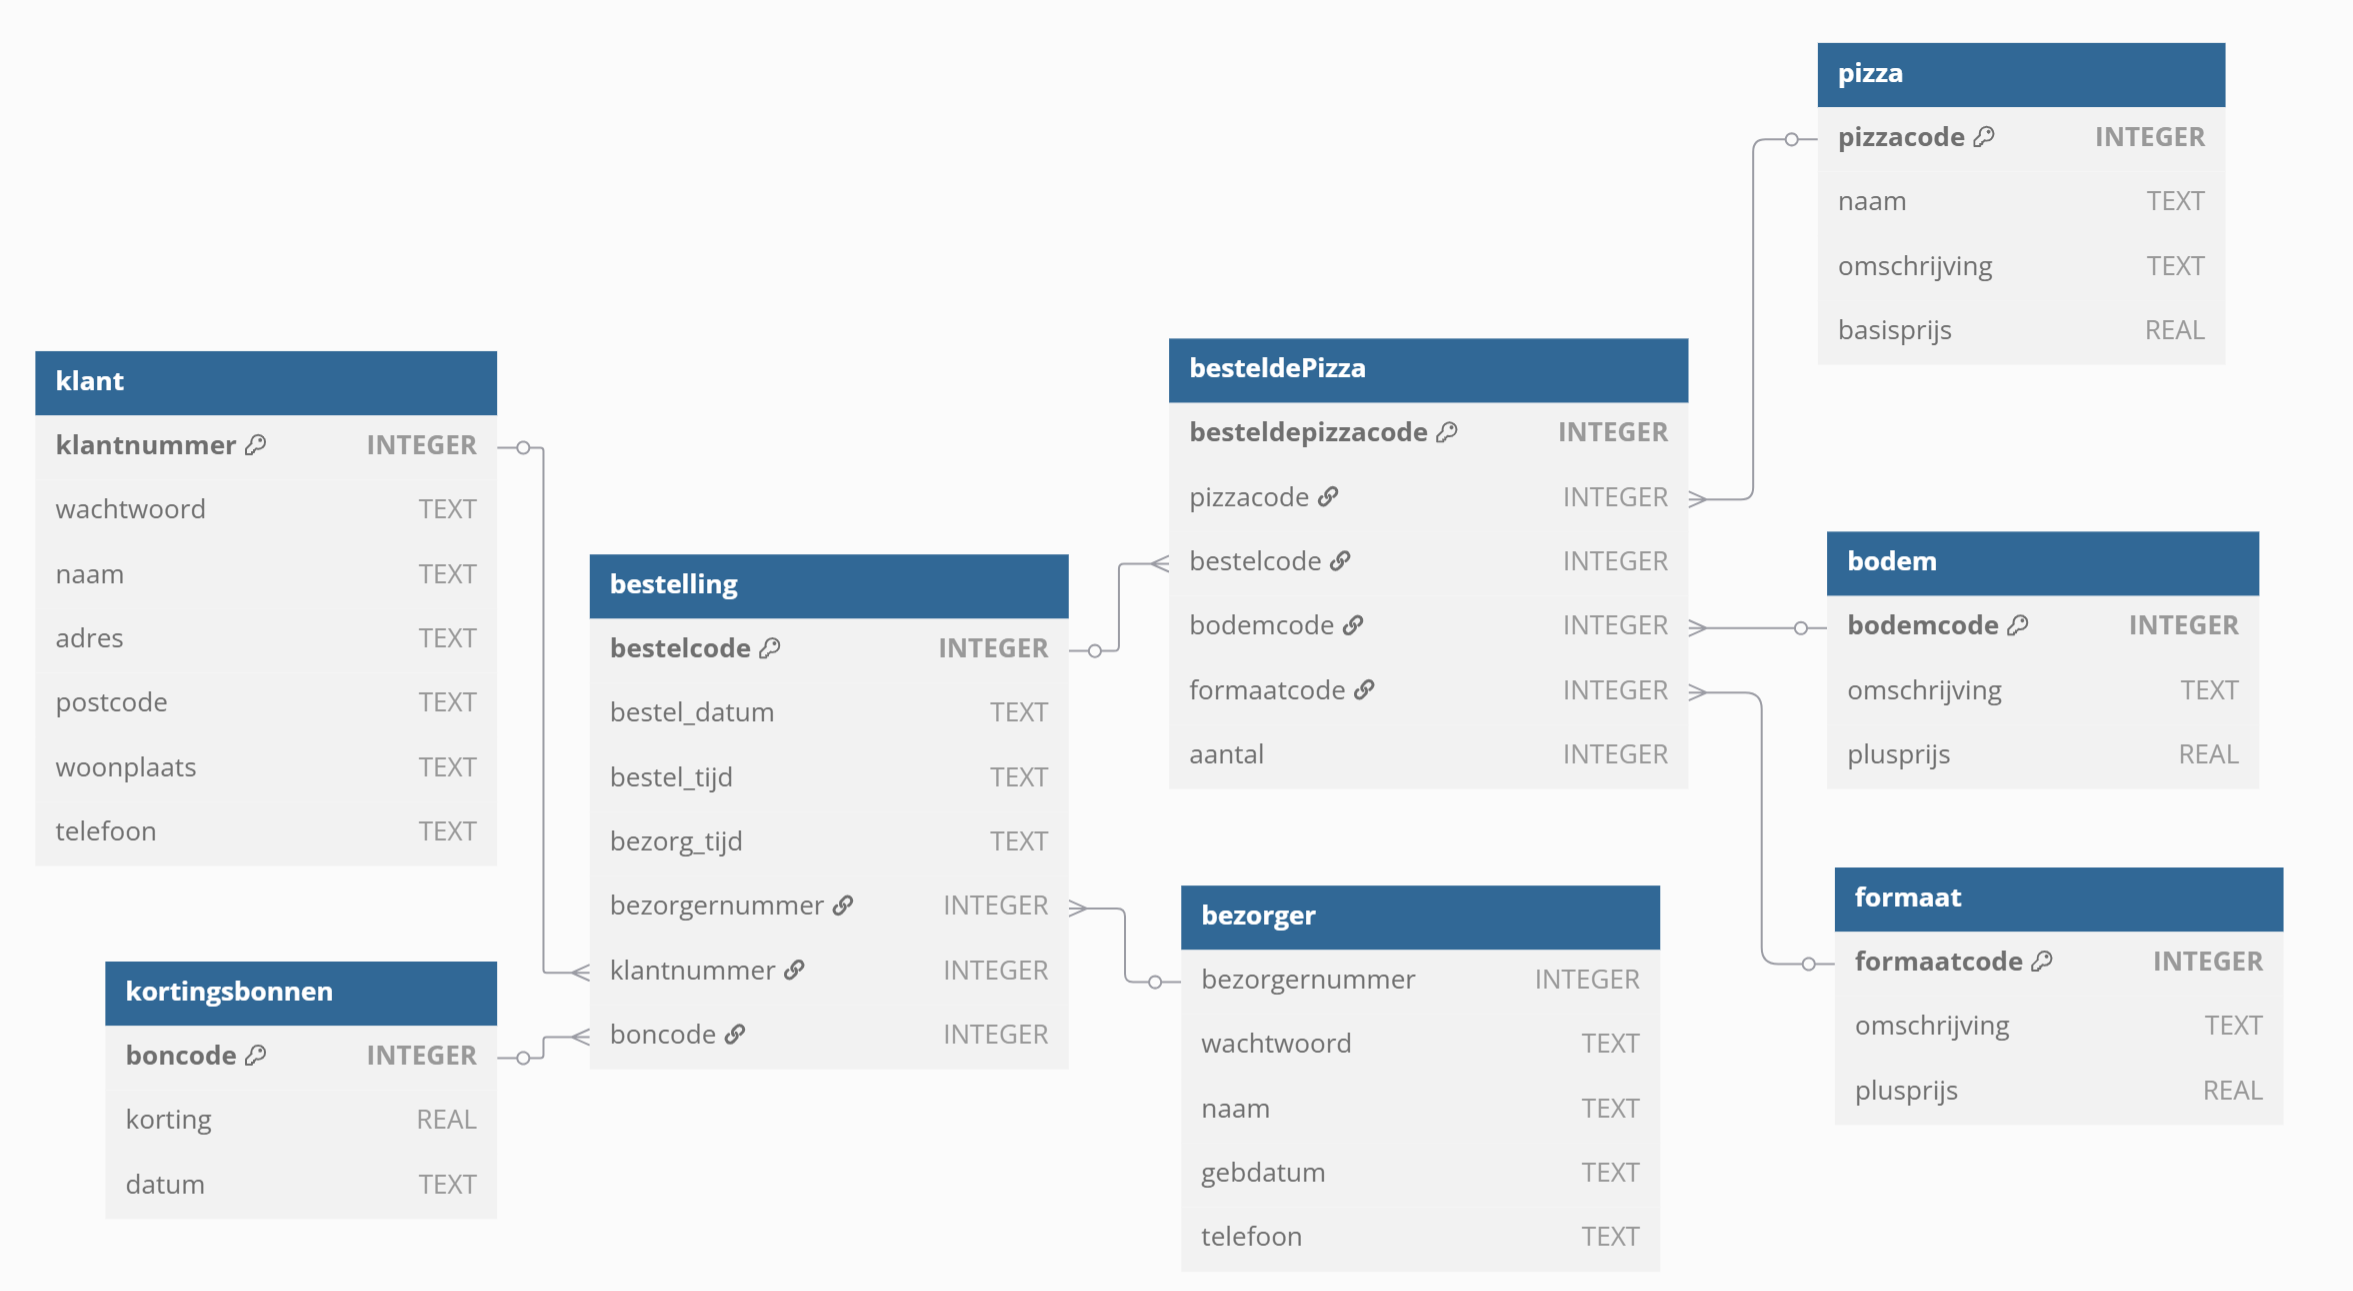 klant
klantnummer INTEGER
wachtwoord TEXT
naam TEXT
adres TEXT
postcode TEXT
woonplaats TEXT
telefoon TEXT
kortingsbonnen
boncode INTEGER
korting REAL
datum TEXT
bestelling
bestelcode INTEGER
bestel_datum TEXT
bestel_tijd TEXT
bezorg_tijd TEXT
bezorgernummer INTEGER
klantnummer INTEGER
boncode INTEGER
besteldePizza
besteldepizzacode INTEGER
pizzacode INTEGER
bestelcode INTEGER
bodemcode INTEGER
formaatcode INTEGER
aantal INTEGER
bezorger
bezorgernummer INTEGER
wachtwoord TEXT
naam TEXT
gebdatum TEXT
telefoon TEXT
pizza
pizzacode INTEGER
naam TEXT
omschrijving TEXT
basisprijs REAL
bodem
bodemcode INTEGER
omschrijving TEXT
plusprijs REAL
formaat
formaatcode INTEGER
omschrijving TEXT
plusprijs REAL